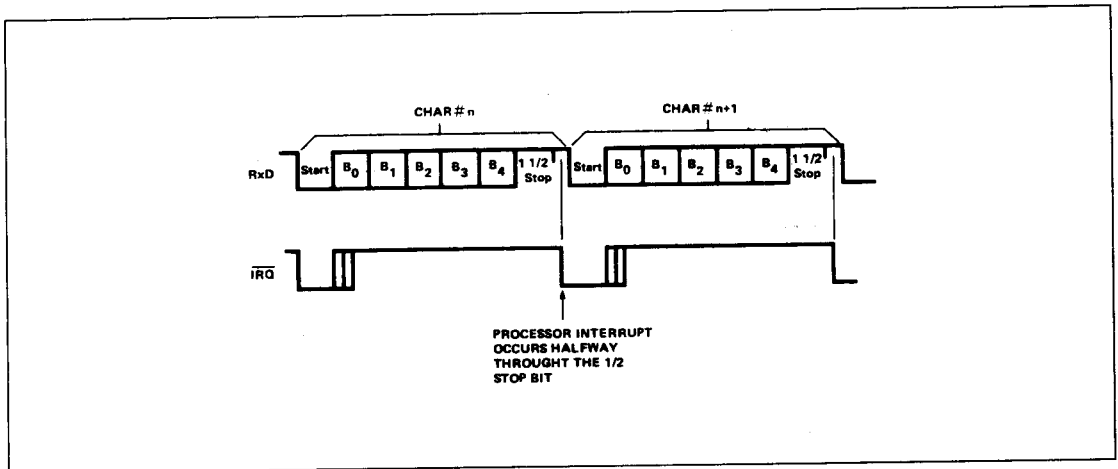 CHAR # n
CHAR # n+1
RxD
Start B0 B1 B2 B3 B4 1 1/2 Stop
Start B0 B1 B2 B3 B4 1 1/2 Stop
IRQ
PROCESSOR INTERRUPT
OCCURS HALFWAY
THROUGHT THE 1/2
STOP BIT